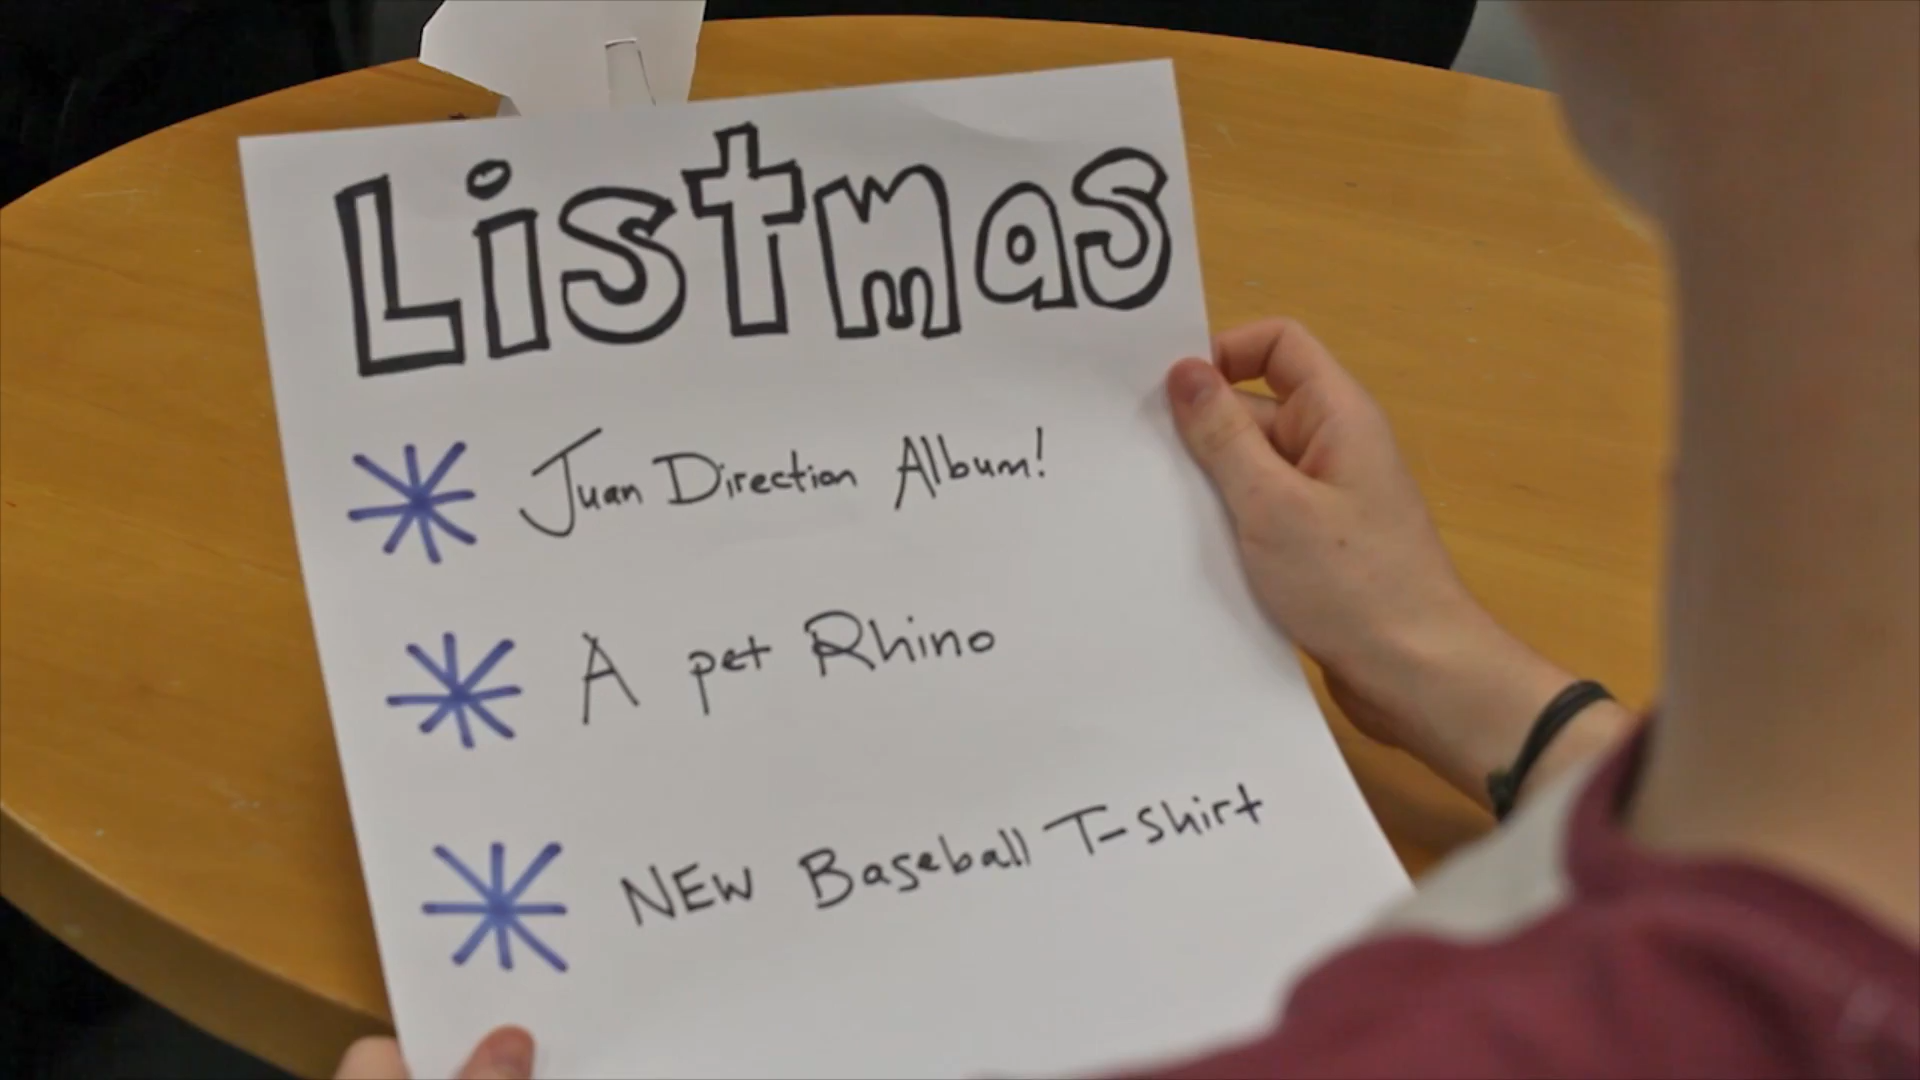 Listmas
Juan Direction Album!
A pet Rhino
NEW Baseball T-shirt